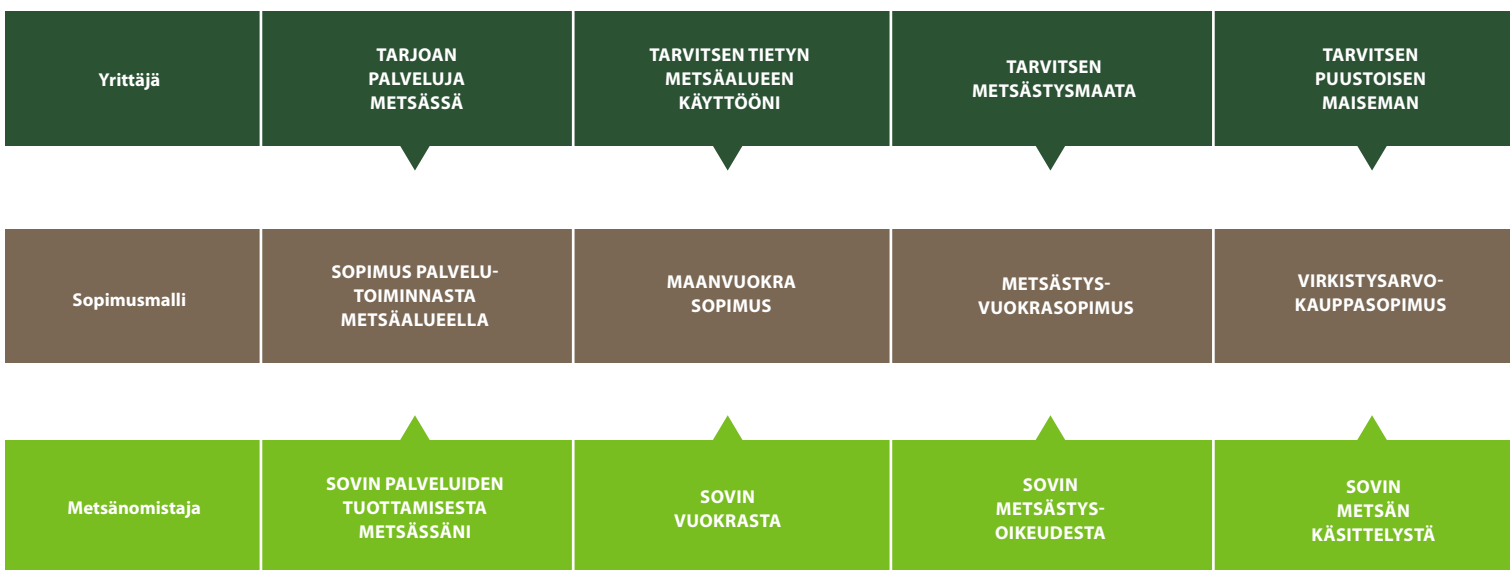 Yrittäjä
TARJOAN
PALVELUJA
METSÄSSÄ
TARVITSEN TIETYN
METSÄALUEEN
KÄYTTÖÖNI
TARVITSEN
METSÄSTYSMAATA
TARVITSEN
PUUSTOISEN
MAISEMAN
Sopimusmalli
SOPIMUS PALVELU-
TOIMINNASTA
METSÄALUEELLA
MAANVUOKRA
SOPIMUS
METSÄSTYS-
VUOKRASOPIMUS
VIRKISTYSARVO-
KAUPPASOPIMUS
Metsänomistaja
SOVIN PALVELUIDEN
TUOTTAMISESTA
METSÄSSÄNI
SOVIN
VUOKRASTA
SOVIN
METSÄSTYS-
OIKEUDESTA
SOVIN
METSÄN
KÄSITTELYSTÄ